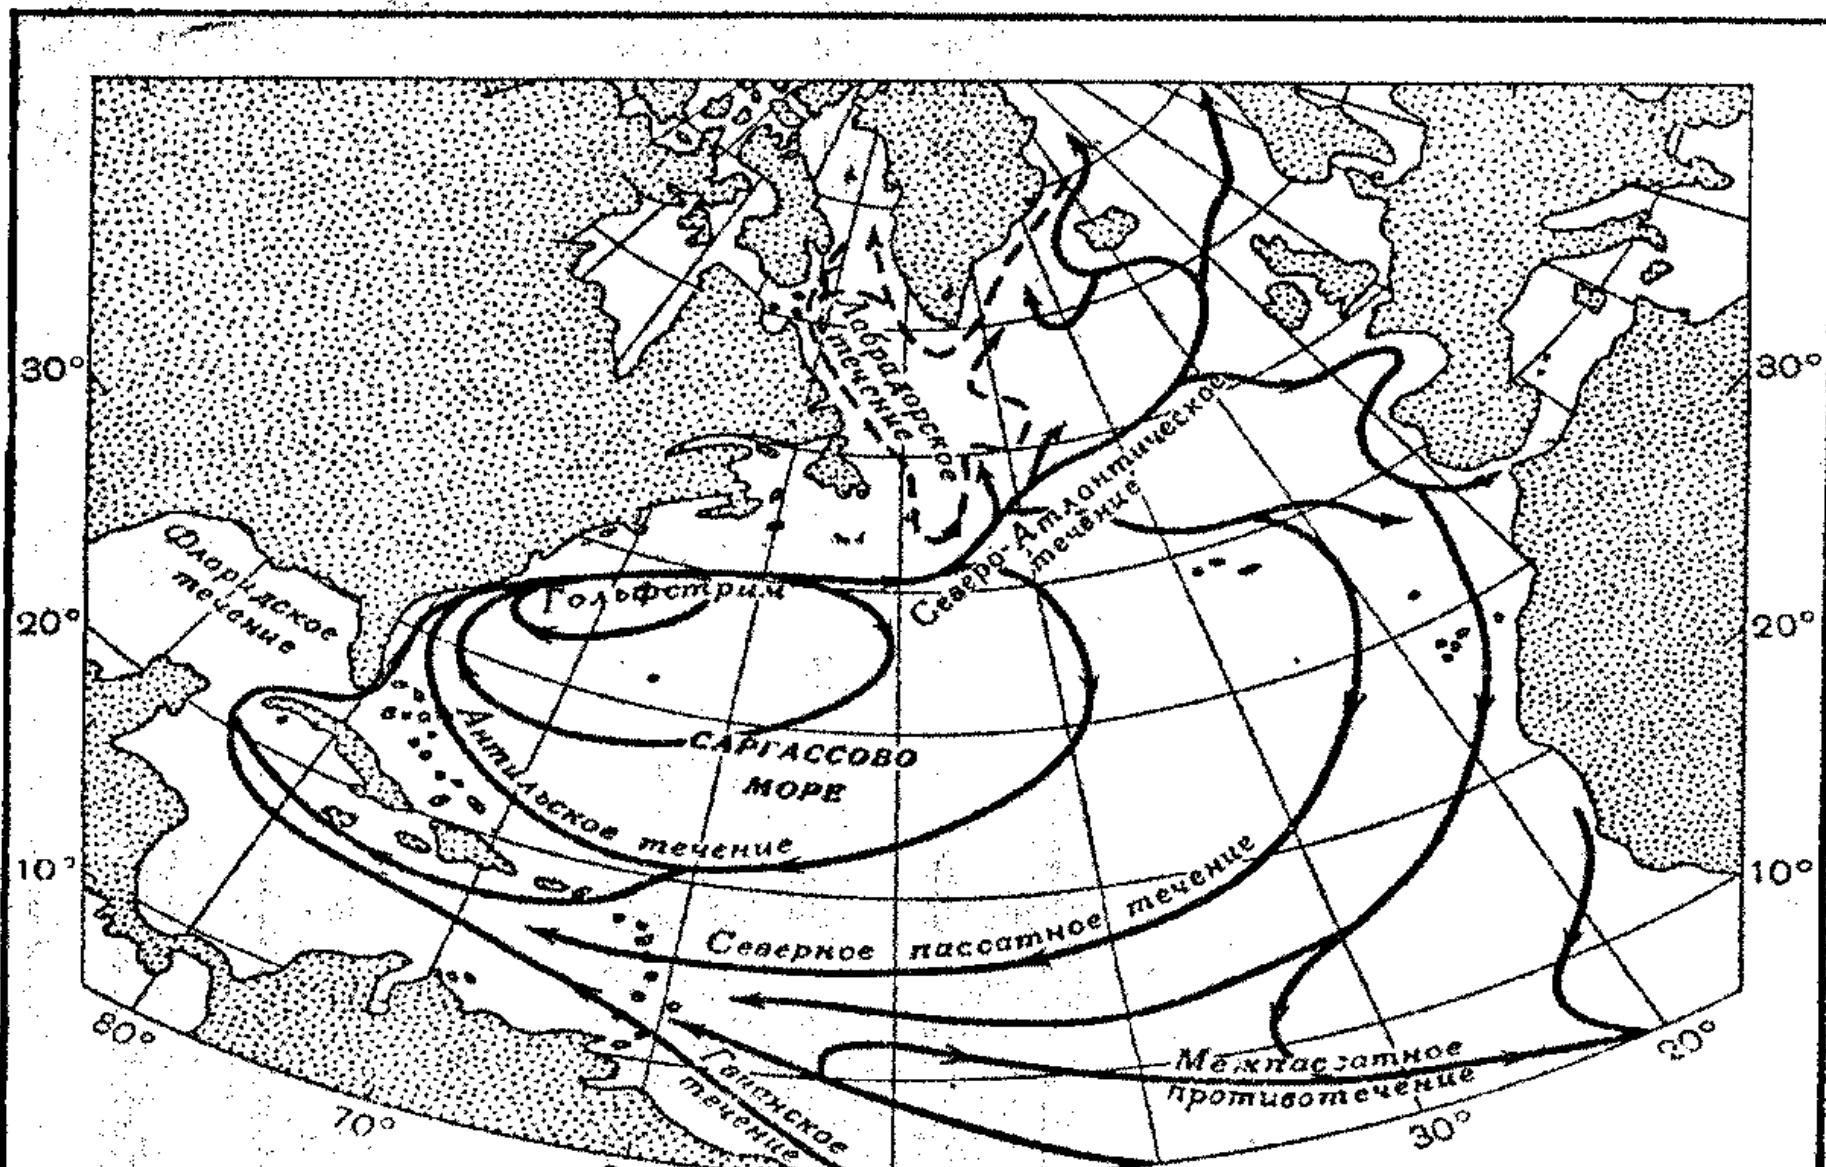 30°
30°
Лабрадорское
течение
Северо-Атлантическое
течение
Флоридское
течение
Гольфстрим
20°
20°
Антильское течение
САРГАССОВО
МОРЕ
10°
10°
Северное пассатное течение
80°
70°
Гвианское
течение
Межпассатное
противотечение
30°
20°